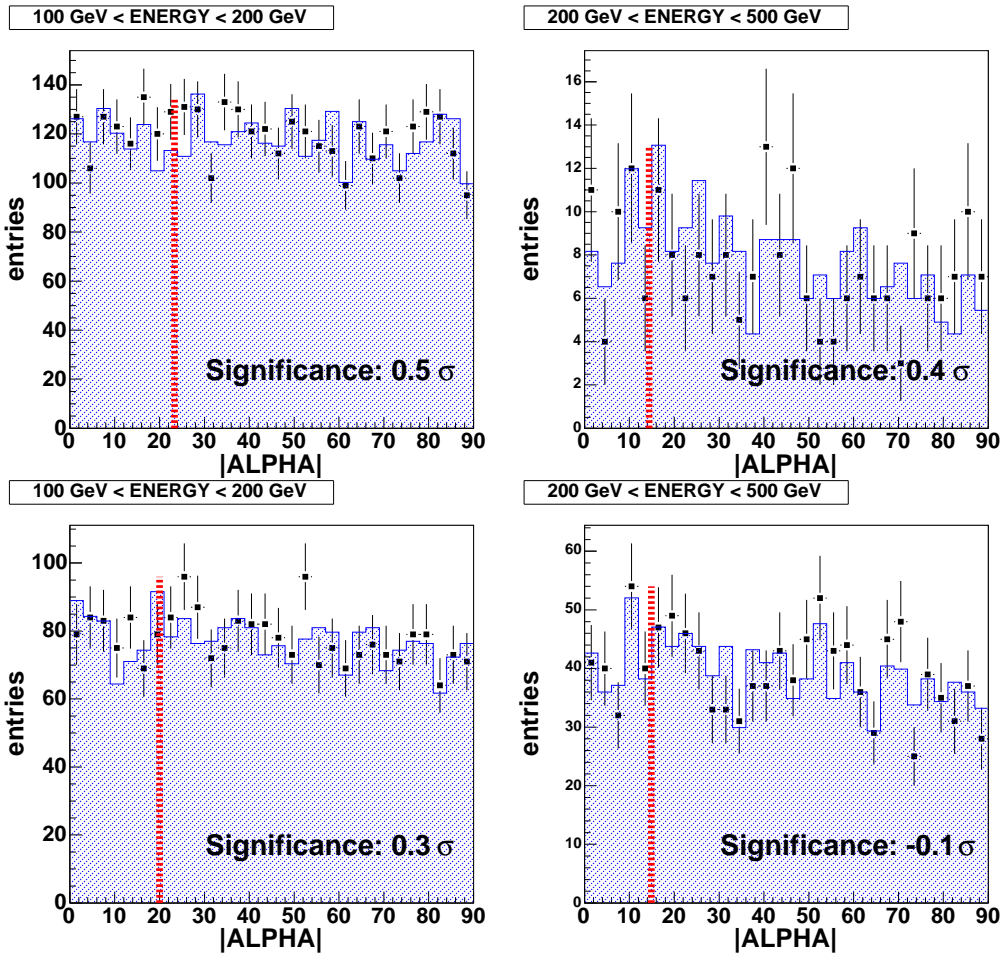 100 GeV < ENERGY < 200 GeV
200 GeV < ENERGY < 500 GeV
entries
140
120
100
80
60
40
20
0
Significance: 0.5 σ
0 10 20 30 40 50 60 70 80 90
|ALPHA|
entries
16
14
12
10
8
6
4
2
0
Significance: 0.4 σ
0 10 20 30 40 50 60 70 80 90
|ALPHA|
100 GeV < ENERGY < 200 GeV
200 GeV < ENERGY < 500 GeV
entries
100
80
60
40
20
0
Significance: 0.3 σ
0 10 20 30 40 50 60 70 80 90
|ALPHA|
entries
60
50
40
30
20
10
0
Significance: -0.1 σ
0 10 20 30 40 50 60 70 80 90
|ALPHA|